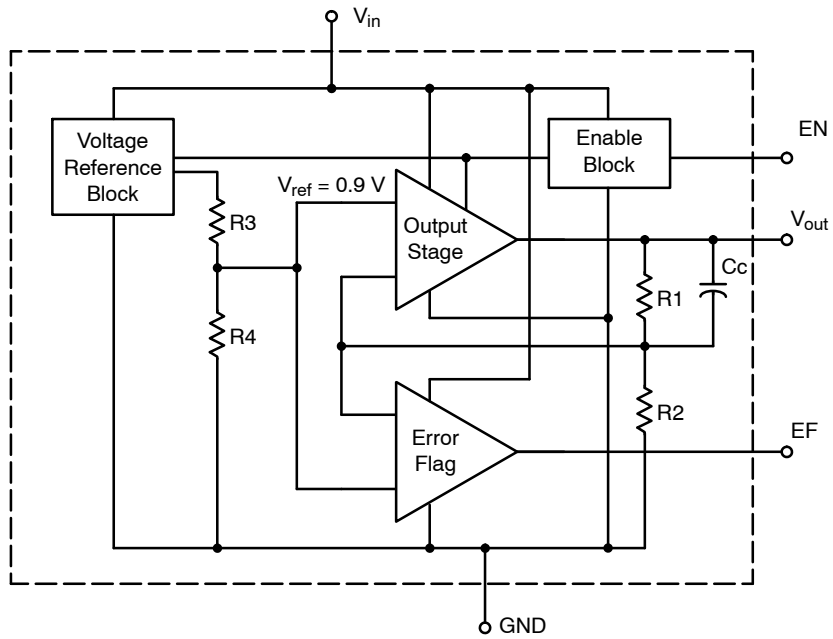 Vin
Voltage
Reference
Block
Enable
Block
EN
Vref = 0.9 V
R3
Output
Stage
Vout
Cc
R1
R4
R2
Error
Flag
EF
GND